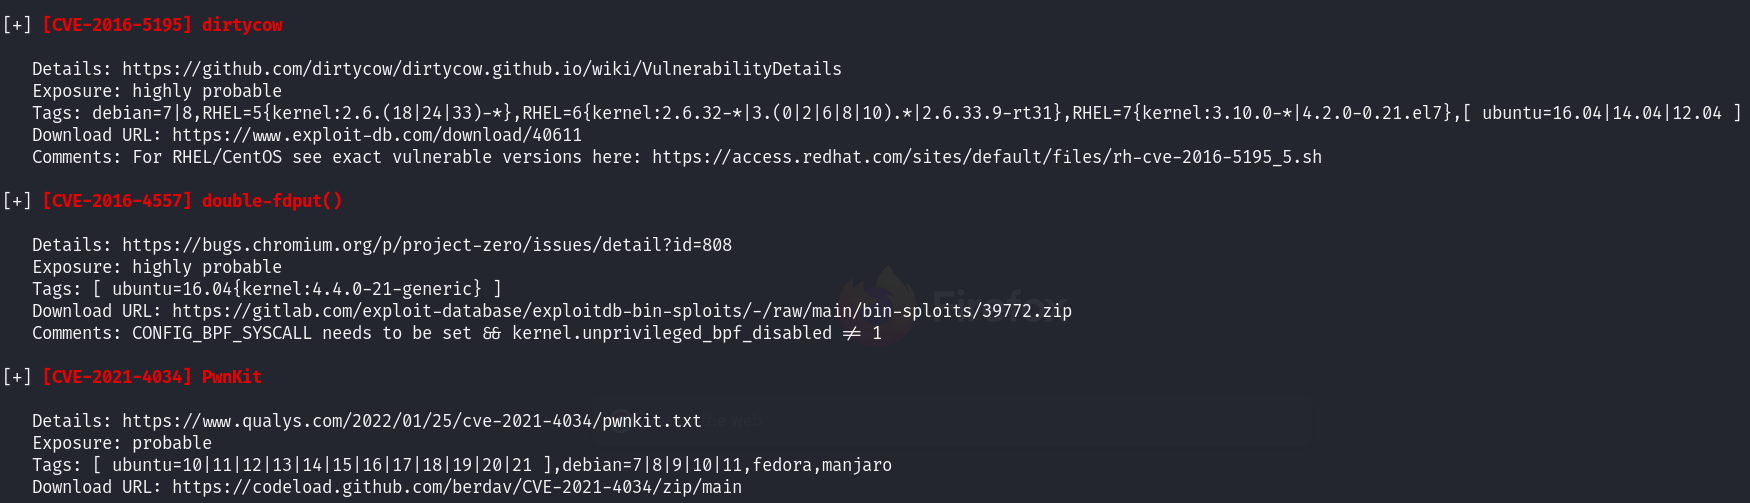 [+] [CVE-2016-5195] dirtycow
Details: https://github.com/dirtycow/dirtycow.github.io/wiki/VulnerabilityDetails
Exposure: highly probable
Tags: debian=7|8,RHEL=5{kernel:2.6.(18|24|33)-*},RHEL=6{kernel:2.6.32-*|3.(0|2|6|8|10).*|2.6.33.9-rt31},RHEL=7{kernel:3.10.0-*|4.2.0-0.21.el7},[ ubuntu=16.04|14.04|12.04 ]
Download URL: https://www.exploit-db.com/download/40611
Comments: For RHEL/CentOS see exact vulnerable versions here: https://access.redhat.com/sites/default/files/rh-cve-2016-5195_5.sh
[+] [CVE-2016-4557] double-fdput()
Details: https://bugs.chromium.org/p/project-zero/issues/detail?id=808
Exposure: highly probable
Tags: [ ubuntu=16.04{kernel:4.4.0-21-generic} ]
Firefox
Download URL: https://gitlab.com/exploit-database/exploitdb-bin-sploits/-/raw/main/bin-sploits/39772.zip
Comments: CONFIG_BPF_SYSCALL needs to be set && kernel.unprivileged_bpf_disabled != 1
[+] [CVE-2021-4034] PwnKit
Details: https://www.qualys.com/2022/01/25/cve-2021-4034/pwnkit.txt
Exposure: probable
Tags: [ ubuntu=10|11|12|13|14|15|16|17|18|19|20|21 ],debian=7|8|9|10|11,fedora,manjaro
Download URL: https://codeload.github.com/berdav/CVE-2021-4034/zip/main